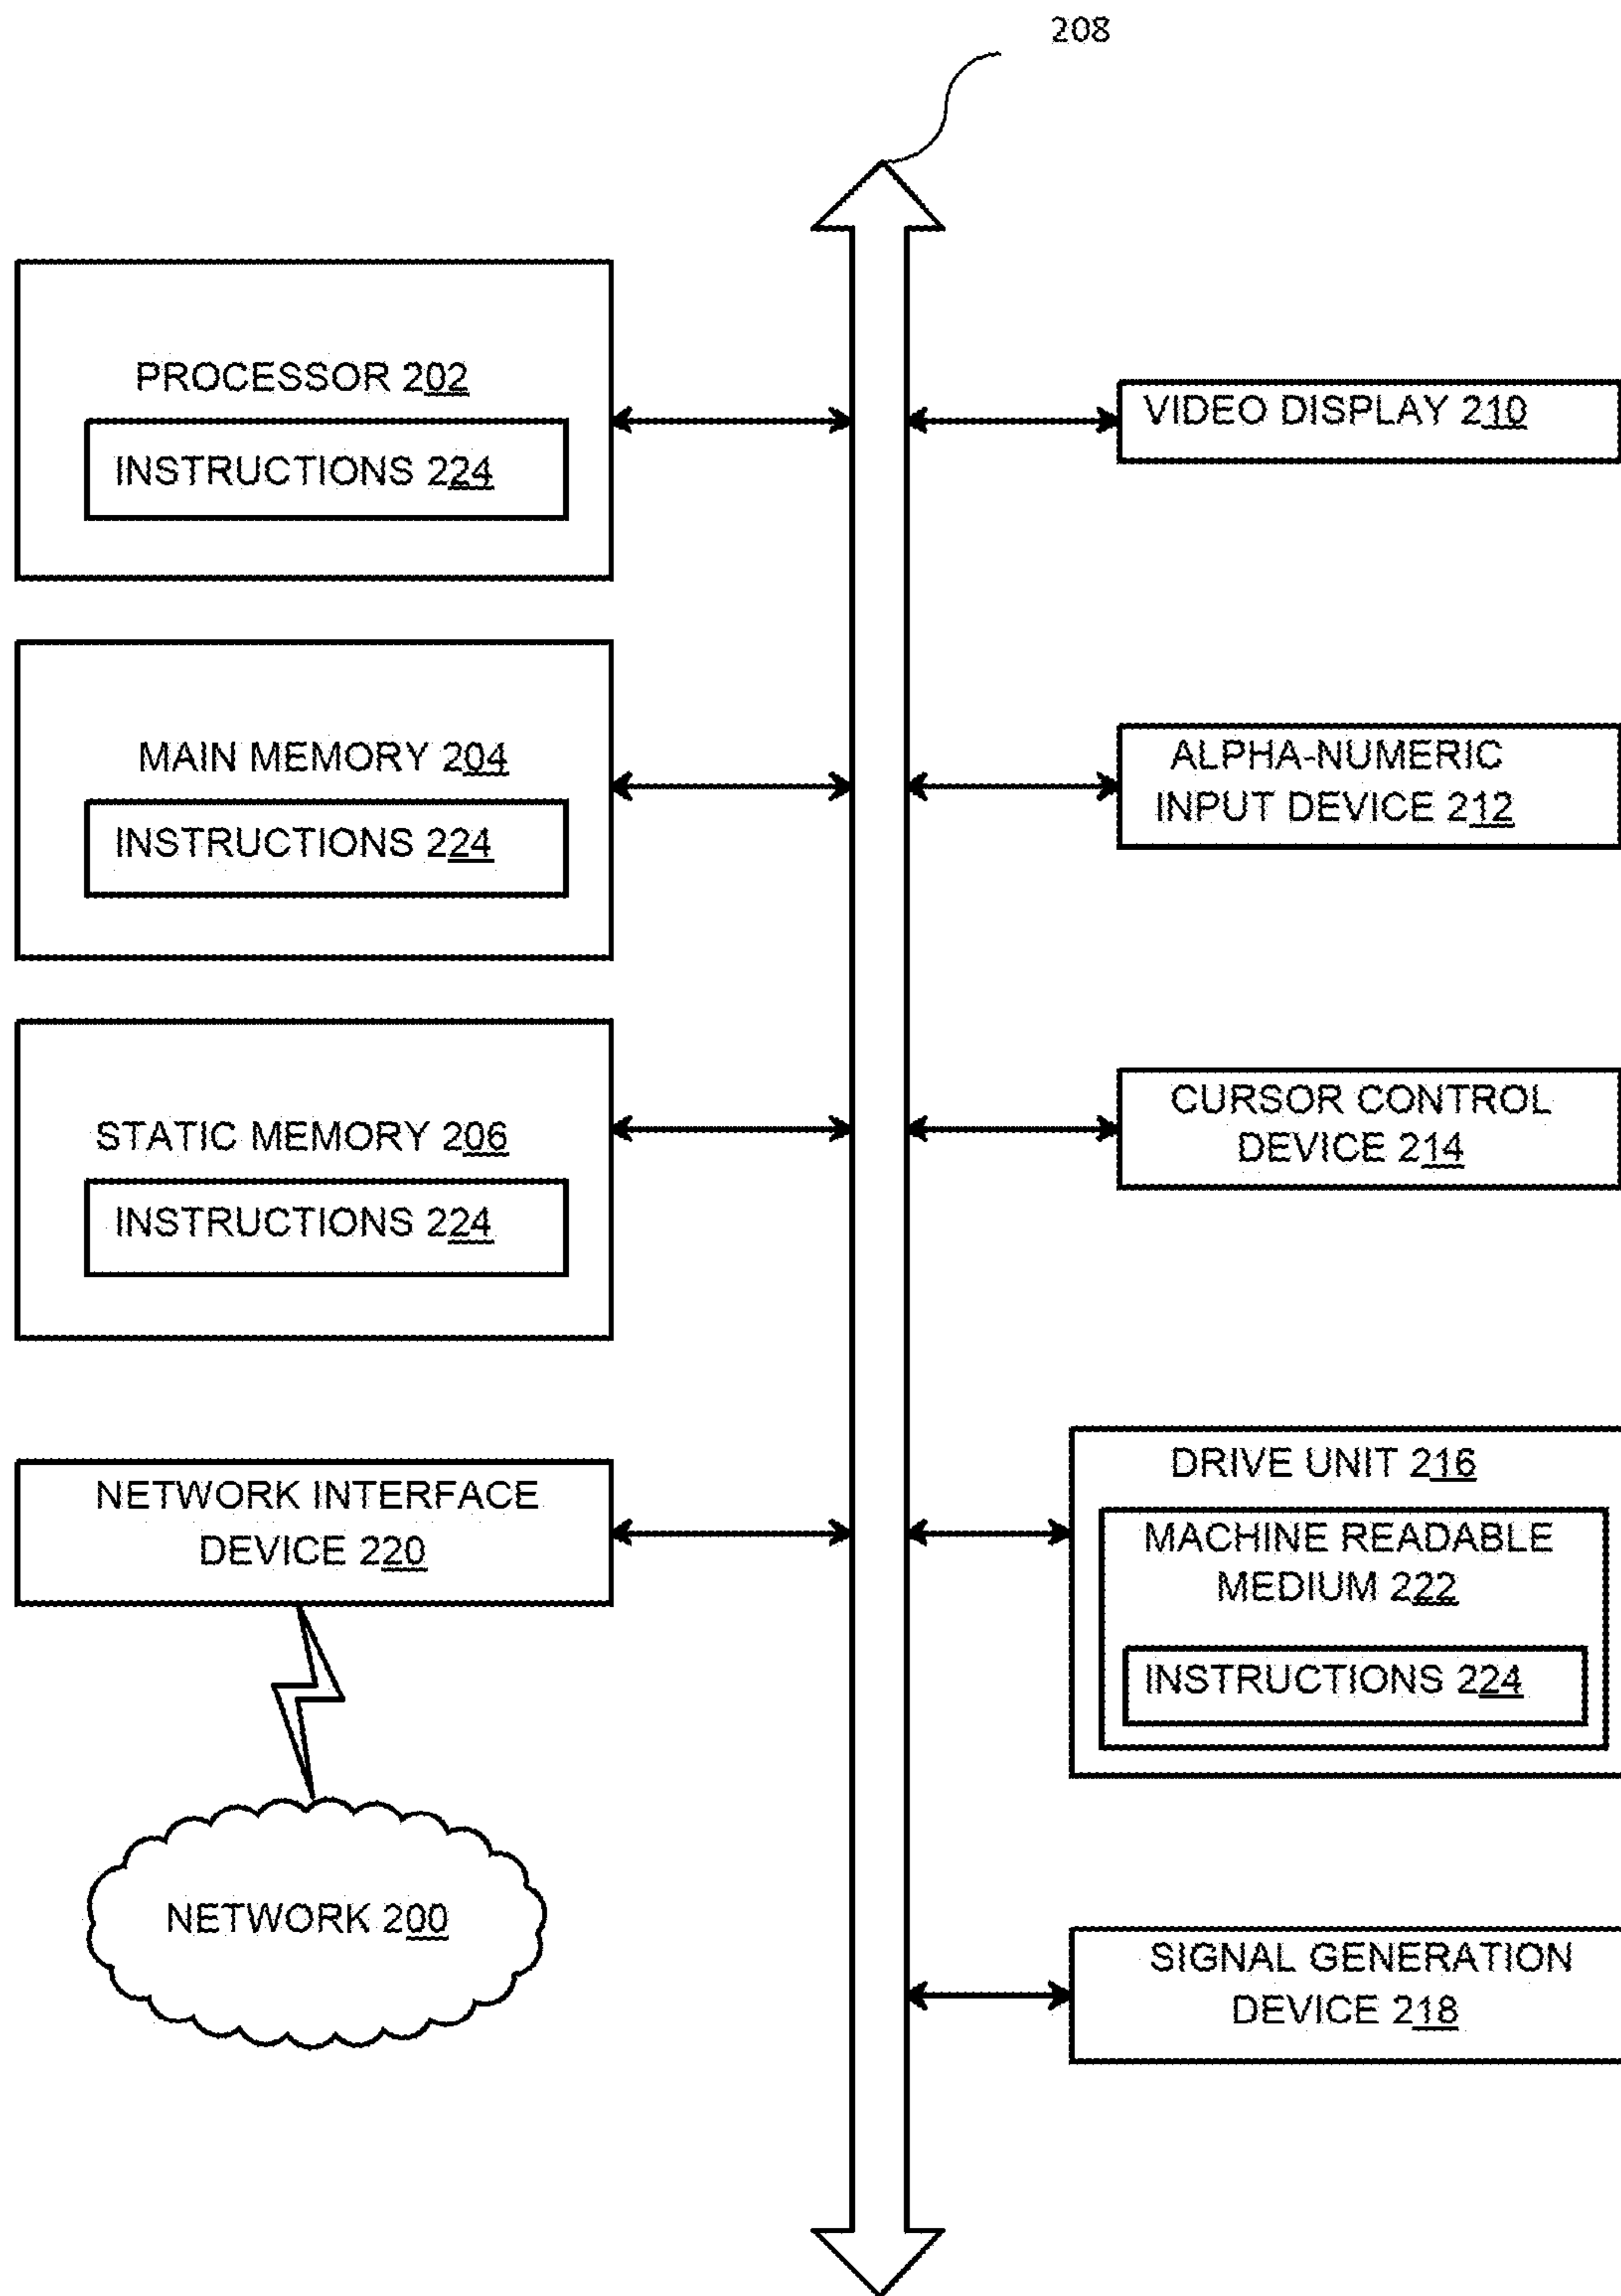 208
PROCESSOR 202
INSTRUCTIONS 224
MAIN MEMORY 204
INSTRUCTIONS 224
STATIC MEMORY 206
INSTRUCTIONS 224
NETWORK INTERFACE
DEVICE 220
NETWORK 200
VIDEO DISPLAY 210
ALPHA-NUMERIC
INPUT DEVICE 212
CURSOR CONTROL
DEVICE 214
DRIVE UNIT 216
MACHINE READABLE
MEDIUM 222
INSTRUCTIONS 224
SIGNAL GENERATION
DEVICE 218